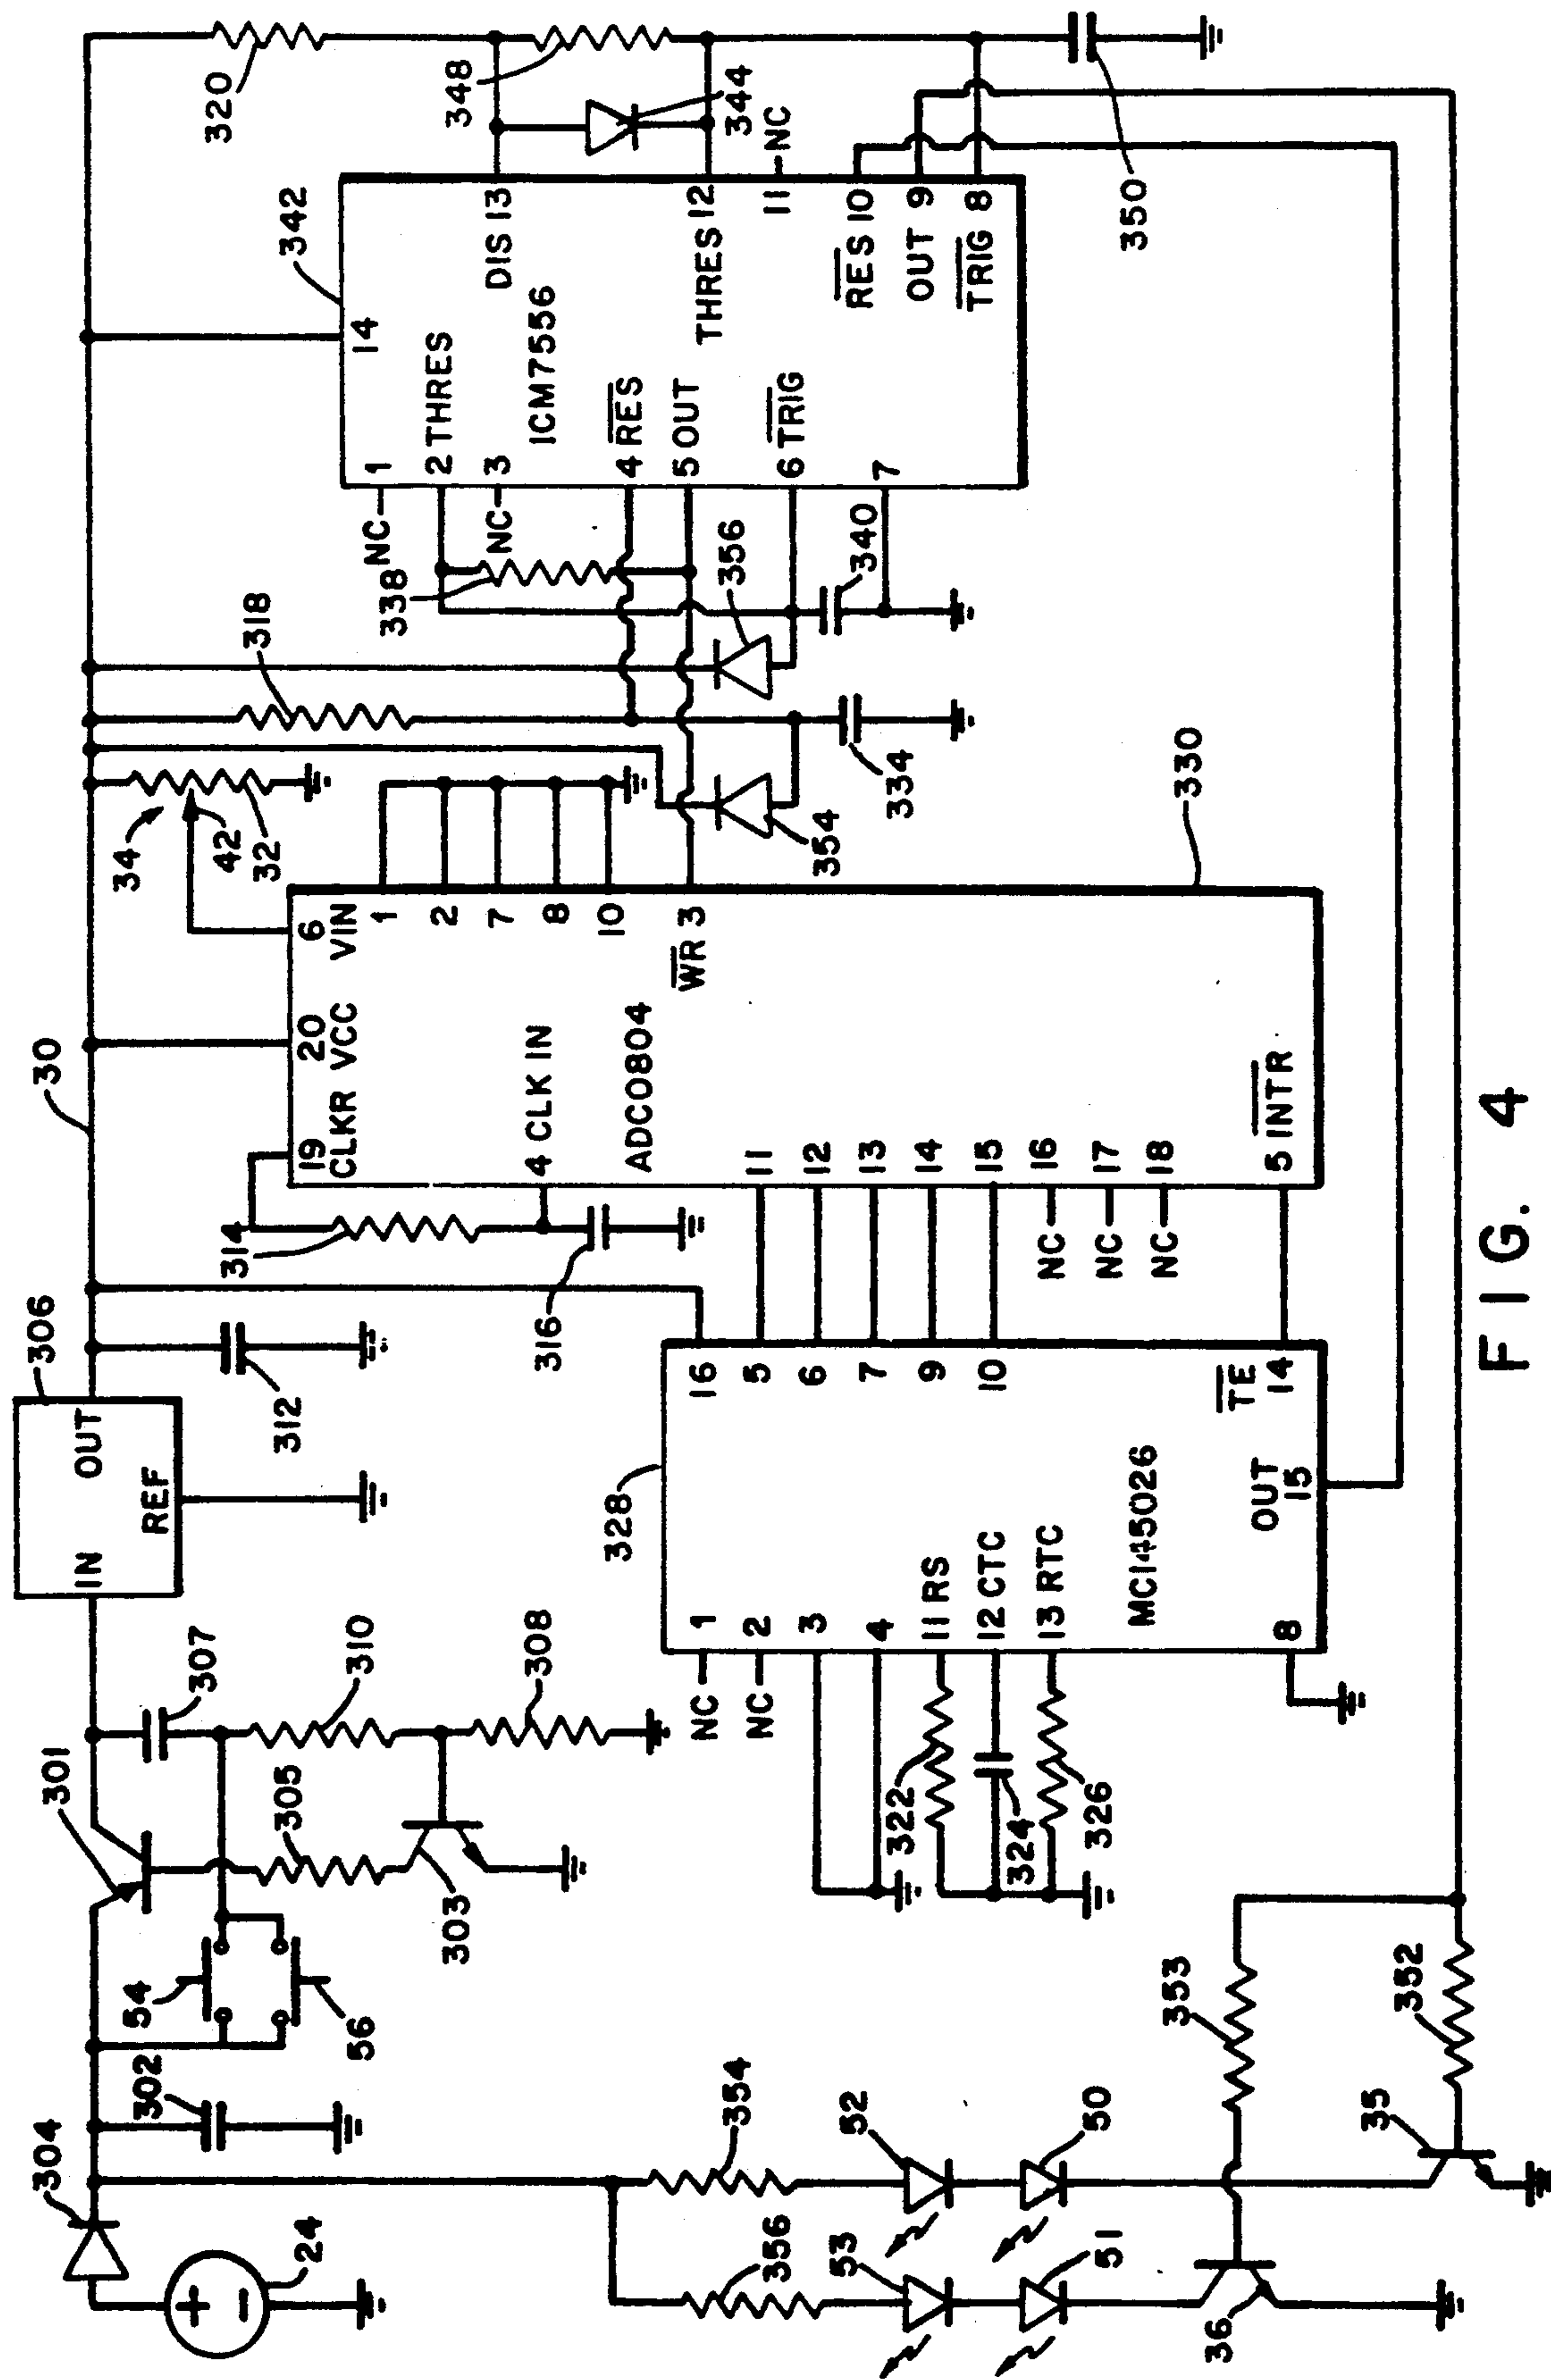 304
24
302
54
56
301
303
305
307
310
308
306
IN
OUT
REF
312
30
34
42
32
318
320
348
344
350
342
14
NC 1
2 THRES
NC 3
ICM7556
4 RES
5 OUT
6 TRIG
7
DIS 13
THRES 12
11 NC
RES 10
OUT 9
TRIG 8
338
356
340
334
354
330
19
CLKR
20
VCC
6
VIN
1
2
7
8
10
WR 3
4 CLK IN
ADC0804
11
12
13
14
15
NC 16
NC 17
NC 18
5 INTR
314
316
328
NC 1
NC 2
3
4
11 RS
12 CTC
13 RTC
MC145026
8
16
5
6
7
9
10
TE
14
OUT
15
322
324
326
354
356
52
50
53
51
353
352
35
36
FIG. 4